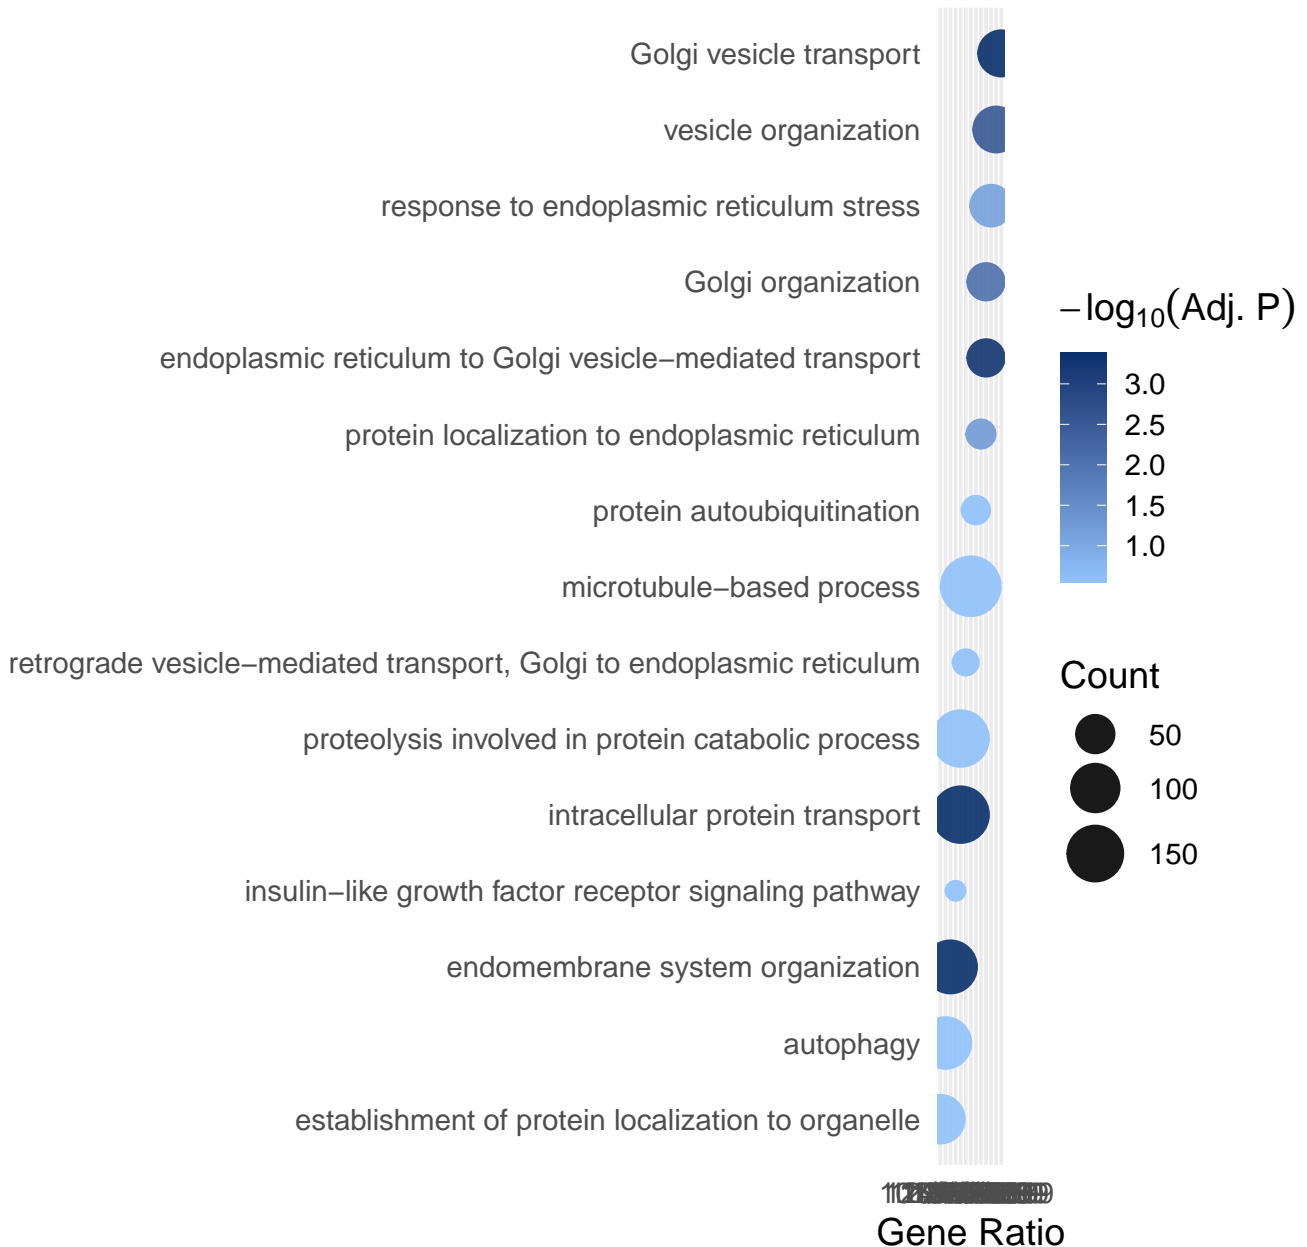 Golgi vesicle transport
vesicle organization
response to endoplasmic reticulum stress
Golgi organization
endoplasmic reticulum to Golgi vesicle−mediated transport
protein localization to endoplasmic reticulum
protein autoubiquitination
microtubule−based process
retrograde vesicle−mediated transport, Golgi to endoplasmic reticulum
proteolysis involved in protein catabolic process
intracellular protein transport
insulin−like growth factor receptor signaling pathway
endomembrane system organization
autophagy
establishment of protein localization to organelle
Gene Ratio
−log₁₀(Adj. P)
3.0
2.5
2.0
1.5
1.0
Count
50
100
150